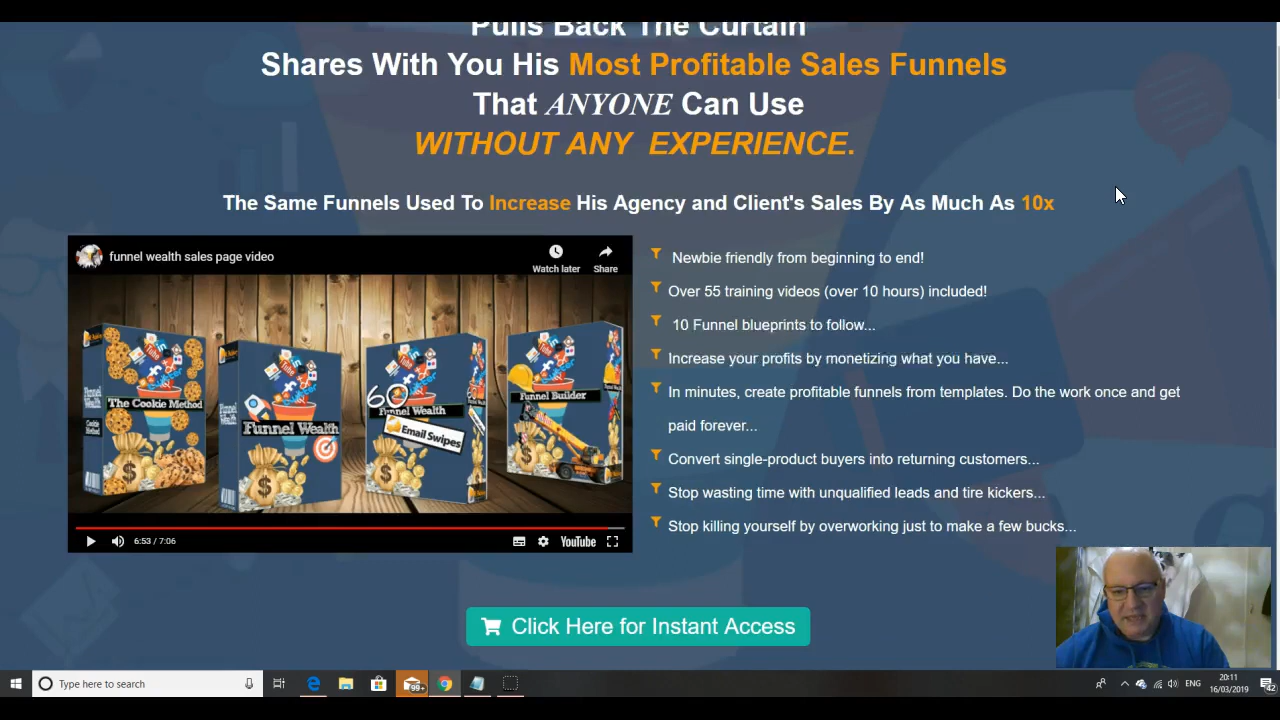 Pulls Back The Curtain
Shares With You His Most Profitable Sales Funnels
That ANYONE Can Use
WITHOUT ANY EXPERIENCE.
The Same Funnels Used To Increase His Agency and Client's Sales By As Much As 10x
funnel wealth sales page video
Watch later
Share
The Cookie Method
Funnel Wealth
60
Funnel Wealth
Email Swipes
Funnel Builder
6:53 / 7:06
YouTube
Newbie friendly from beginning to end!
Over 55 training videos (over 10 hours) included!
10 Funnel blueprints to follow...
Increase your profits by monetizing what you have...
In minutes, create profitable funnels from templates. Do the work once and get
paid forever...
Convert single-product buyers into returning customers...
Stop wasting time with unqualified leads and tire kickers...
Stop killing yourself by overworking just to make a few bucks...
Click Here for Instant Access
Type here to search
99+
ENG
20:11
16/03/2019
42